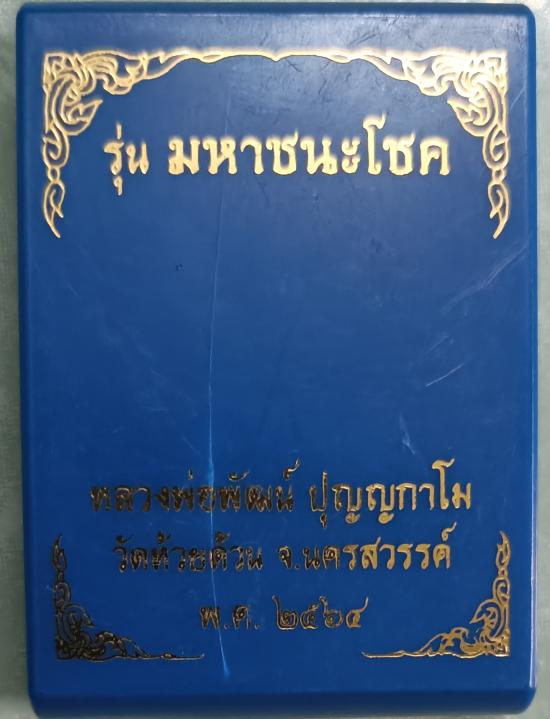 รุ่น มหาชนะโชค
หลวงพ่อพัฒน์ ปุญญกาโม
วัดห้วยด้วน จ.นครสวรรค์
พ.ศ. ๒๕๖๔